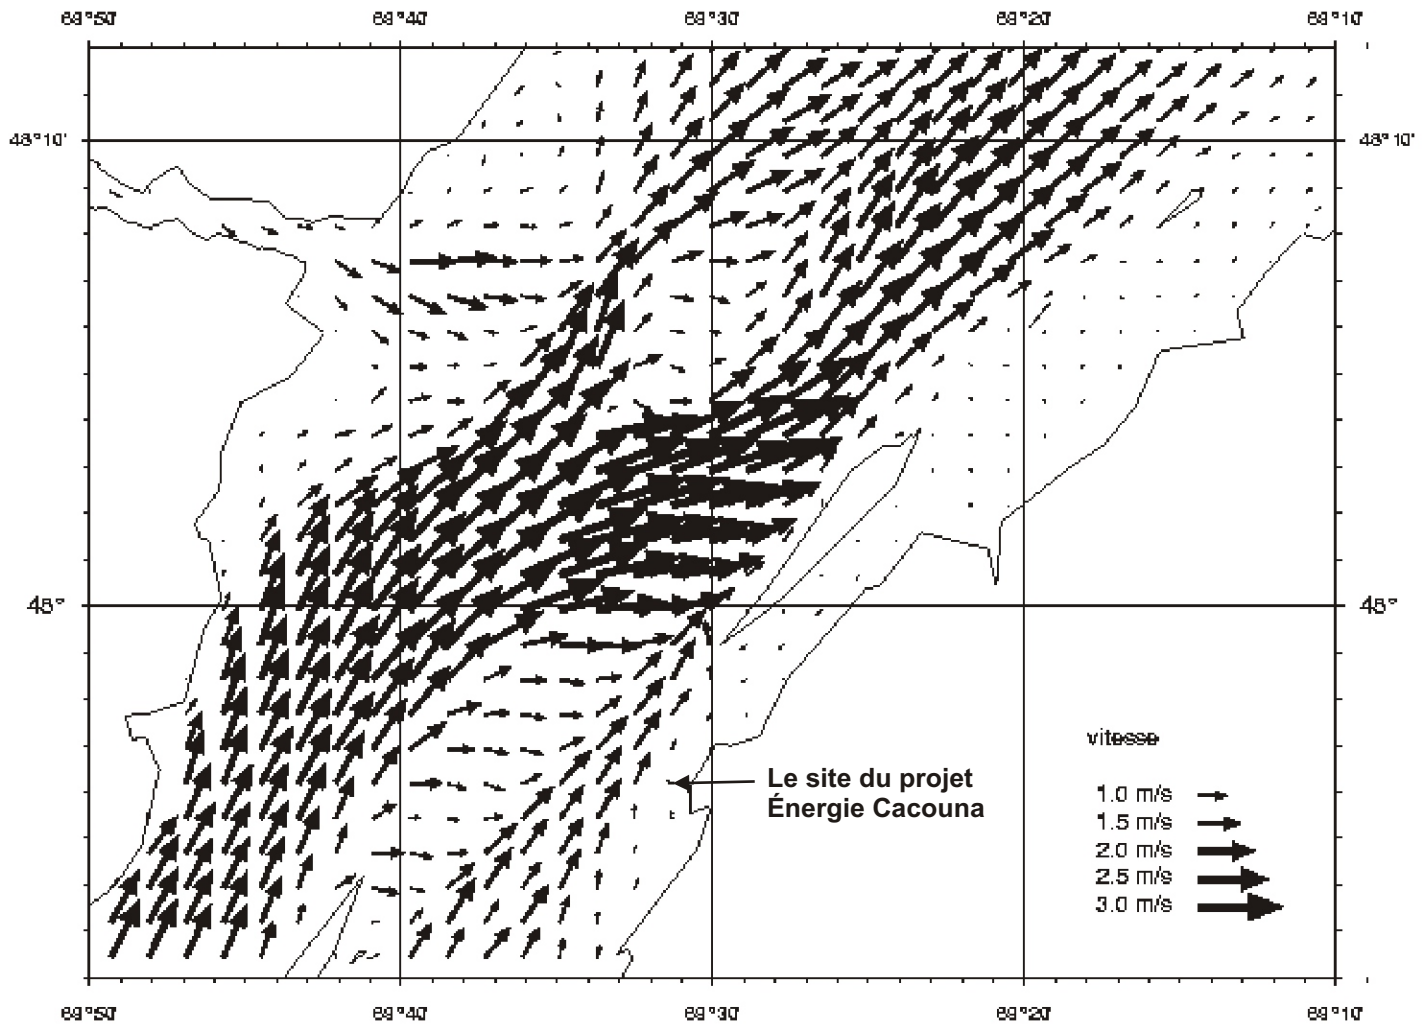 69°50' 69°40' 69°30' 69°20' 69°10'
48°10' 48°10'
48° 48°
vitesse
Le site du projet
Énergie Cacouna
1.0 m/s
1.5 m/s
2.0 m/s
2.5 m/s
3.0 m/s
69°50' 69°40' 69°30' 69°20' 69°10'